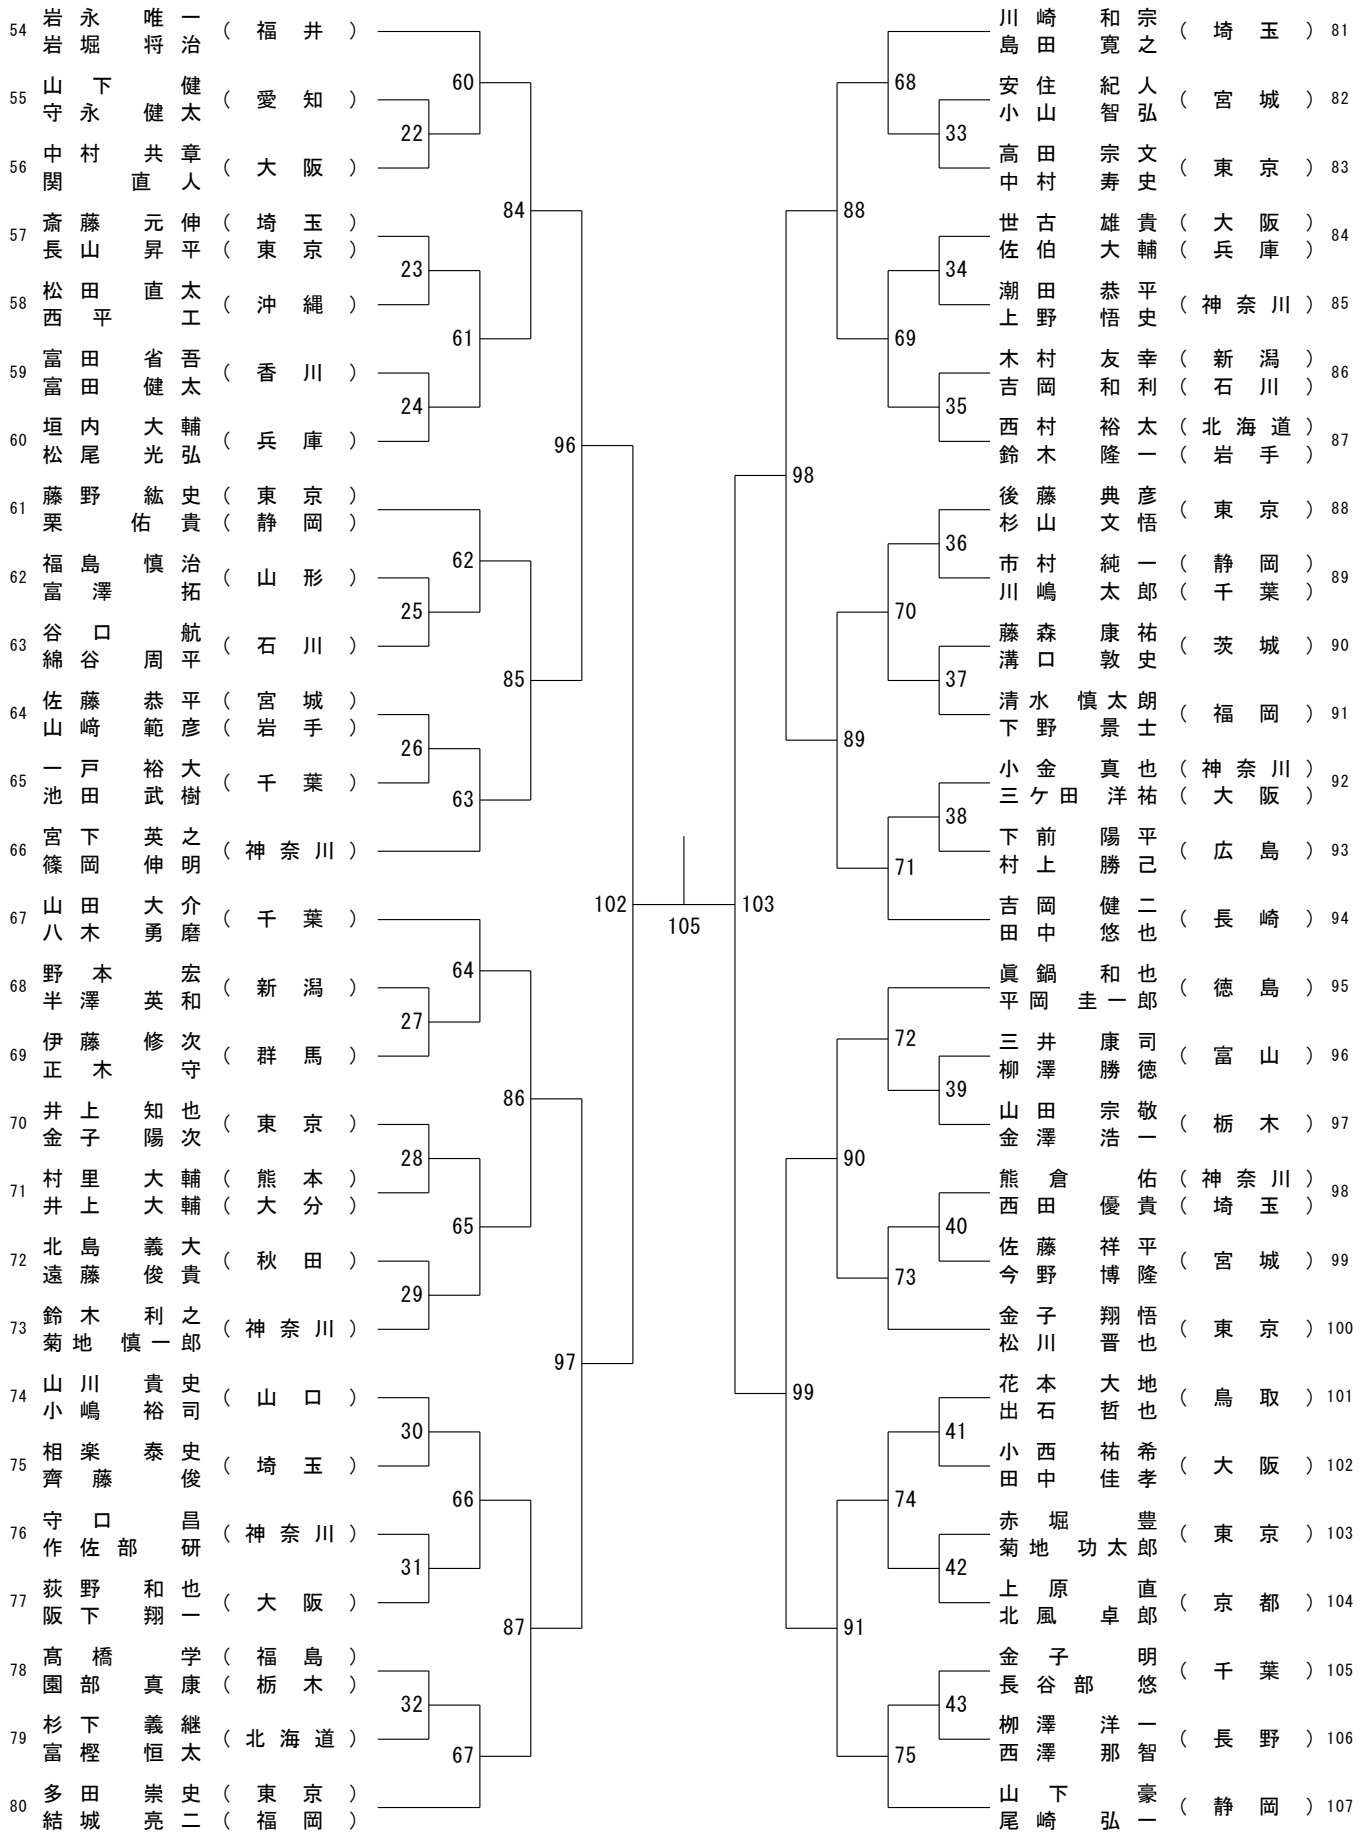 54 岩永 唯一 (福井)
岩堀 将治
55 山下 健 (愛知)
守永 健太
56 中村 共章 (大阪)
関 直人
57 斎藤 元伸 (埼玉)
長山 昇平 (東京)
58 松田 直太 (沖縄)
西平 工
59 富田 省吾 (香川)
富田 健太
60 垣内 大輔 (兵庫)
松尾 光弘
61 藤野 紘史 (東京)
栗 佑貴 (静岡)
62 福島 慎治 (山形)
富澤 拓
63 谷口 航 (石川)
綿谷 周平
64 佐藤 恭平 (宮城)
山﨑 範彦 (岩手)
65 一戸 裕大 (千葉)
池田 武樹
66 宮下 英之 (神奈川)
篠岡 伸明
67 山田 大介 (千葉)
八木 勇磨
68 野本 宏 (新潟)
半澤 英和
69 伊藤 修次 (群馬)
正木 守
70 井上 知也 (東京)
金子 陽次
71 村里 大輔 (熊本)
井上 大輔 (大分)
72 北島 義大 (秋田)
遠藤 俊貴
73 鈴木 利之 (神奈川)
菊地 慎一郎
74 山川 貴史 (山口)
小嶋 裕司
75 相楽 泰史 (埼玉)
齊藤 俊
76 守口 昌 (神奈川)
作佐部 研
77 荻野 和也 (大阪)
阪下 翔一
78 髙橋 学 (福島)
園部 真康 (栃木)
79 杉下 義継 (北海道)
富樫 恒太
80 多田 崇史 (東京)
結城 亮二 (福岡)
60
22
84
23
61
24
96
62
25
85
26
63
102
64
27
86
28
65
29
97
30
66
31
87
32
67
105
103
68
33
88
34
69
35
98
36
70
37
89
38
71
72
39
90
40
73
99
41
74
42
91
43
75
川崎 和宗 (埼玉) 81
島田 寛之
安住 紀人 (宮城) 82
小山 智弘
高田 宗文 (東京) 83
中村 寿史
世古 雄貴 (大阪) 84
佐伯 大輔 (兵庫)
潮田 恭平 (神奈川) 85
上野 悟史
木村 友幸 (新潟) 86
吉岡 和利 (石川)
西村 裕太 (北海道) 87
鈴木 隆一 (岩手)
後藤 典彦 (東京) 88
杉山 文悟
市村 純一 (静岡) 89
川嶋 太郎 (千葉)
藤森 康祐 (茨城) 90
溝口 敦史
清水 慎太朗 (福岡) 91
下野 景士
小金 真也 (神奈川) 92
三ケ田 洋祐 (大阪)
下前 陽平 (広島) 93
村上 勝己
吉岡 健二 (長崎) 94
田中 悠也
眞鍋 和也 (徳島) 95
平岡 圭一郎
三井 康司 (富山) 96
柳澤 勝徳
山田 宗敬 (栃木) 97
金澤 浩一
熊倉 佑 (神奈川) 98
西田 優貴 (埼玉)
佐藤 祥平 (宮城) 99
今野 博隆
金子 翔悟 (東京) 100
松川 晋也
花本 大地 (鳥取) 101
出石 哲也
小西 祐希 (大阪) 102
田中 佳孝
赤堀 豊 (東京) 103
菊地 功太郎
上原 直 (京都) 104
北風 卓郎
金子 明 (千葉) 105
長谷部 悠
栁澤 洋一 (長野) 106
西澤 那智
山下 豪 (静岡) 107
尾崎 弘一